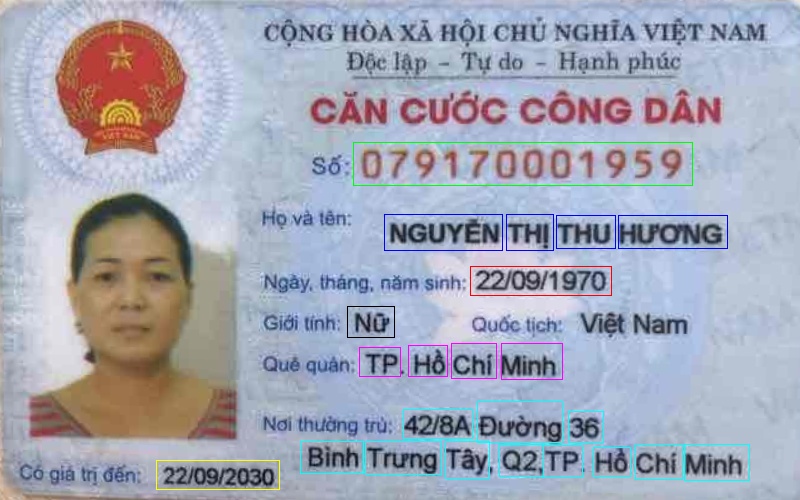 CỘNG HÒA XÃ HỘI CHỦ NGHĨA VIỆT NAM
Độc lập - Tự do - Hạnh phúc
CĂN CƯỚC CÔNG DÂN
Số: 079170001959
Họ và tên: NGUYỄN THỊ THU HƯƠNG
Ngày, tháng, năm sinh: 22/09/1970
Giới tính: Nữ Quốc tịch: Việt Nam
Quê quán: TP. Hồ Chí Minh
Nơi thường trú: 42/8A Đường 36
Bình Trưng Tây, Q2,TP. Hồ Chí Minh
Có giá trị đến: 22/09/2030